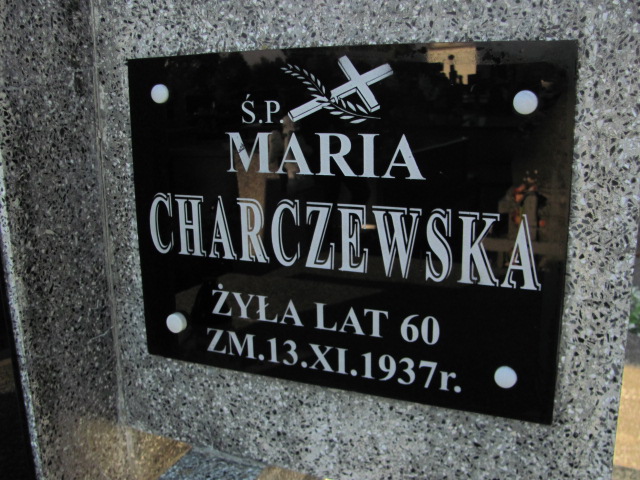 Ś.P.
MARIA
CHARCZEWSKA
ŻYŁA LAT 60
ZM.13.XI.1937r.